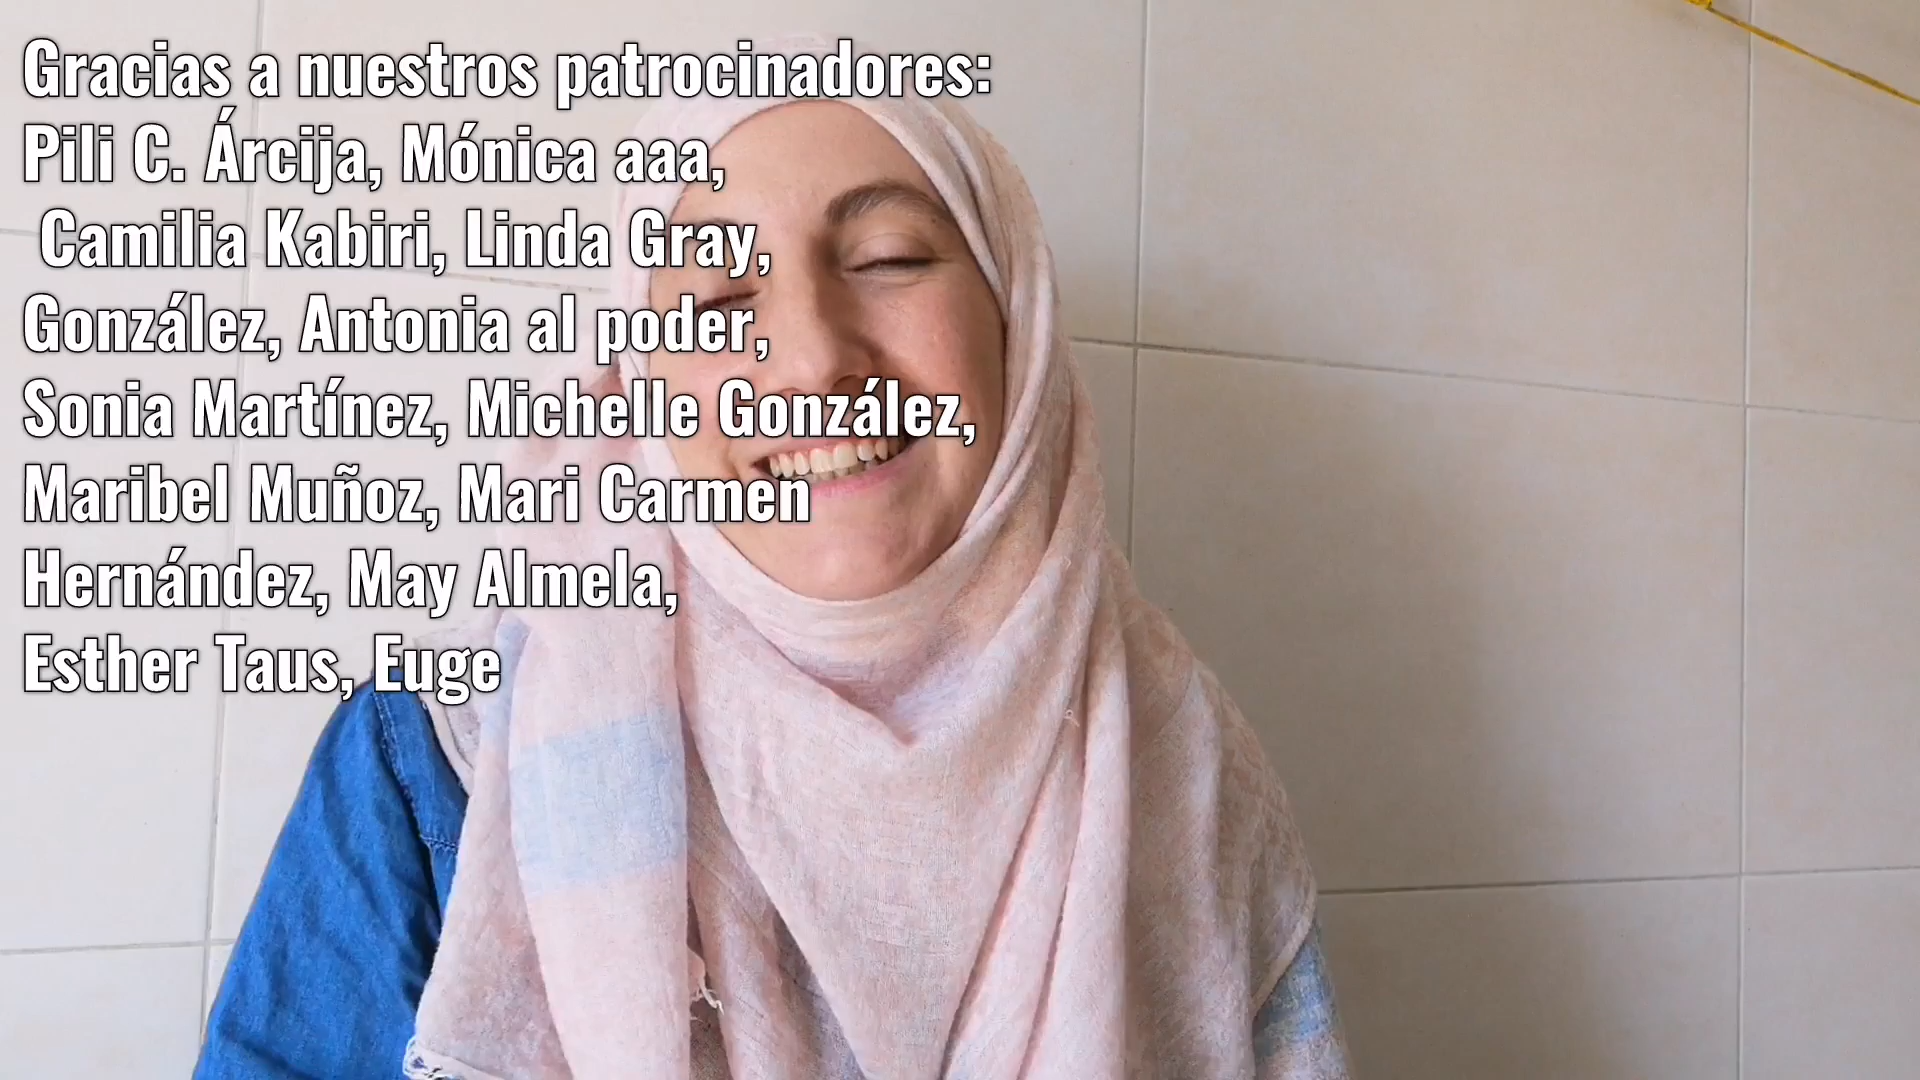 Gracias a nuestros patrocinadores:
Pili C. Árcija, Mónica aaa,
Camilia Kabiri, Linda Gray,
González, Antonia al poder,
Sonia Martínez, Michelle González,
Maribel Muñoz, Mari Carmen
Hernández, May Almela,
Esther Taus, Euge